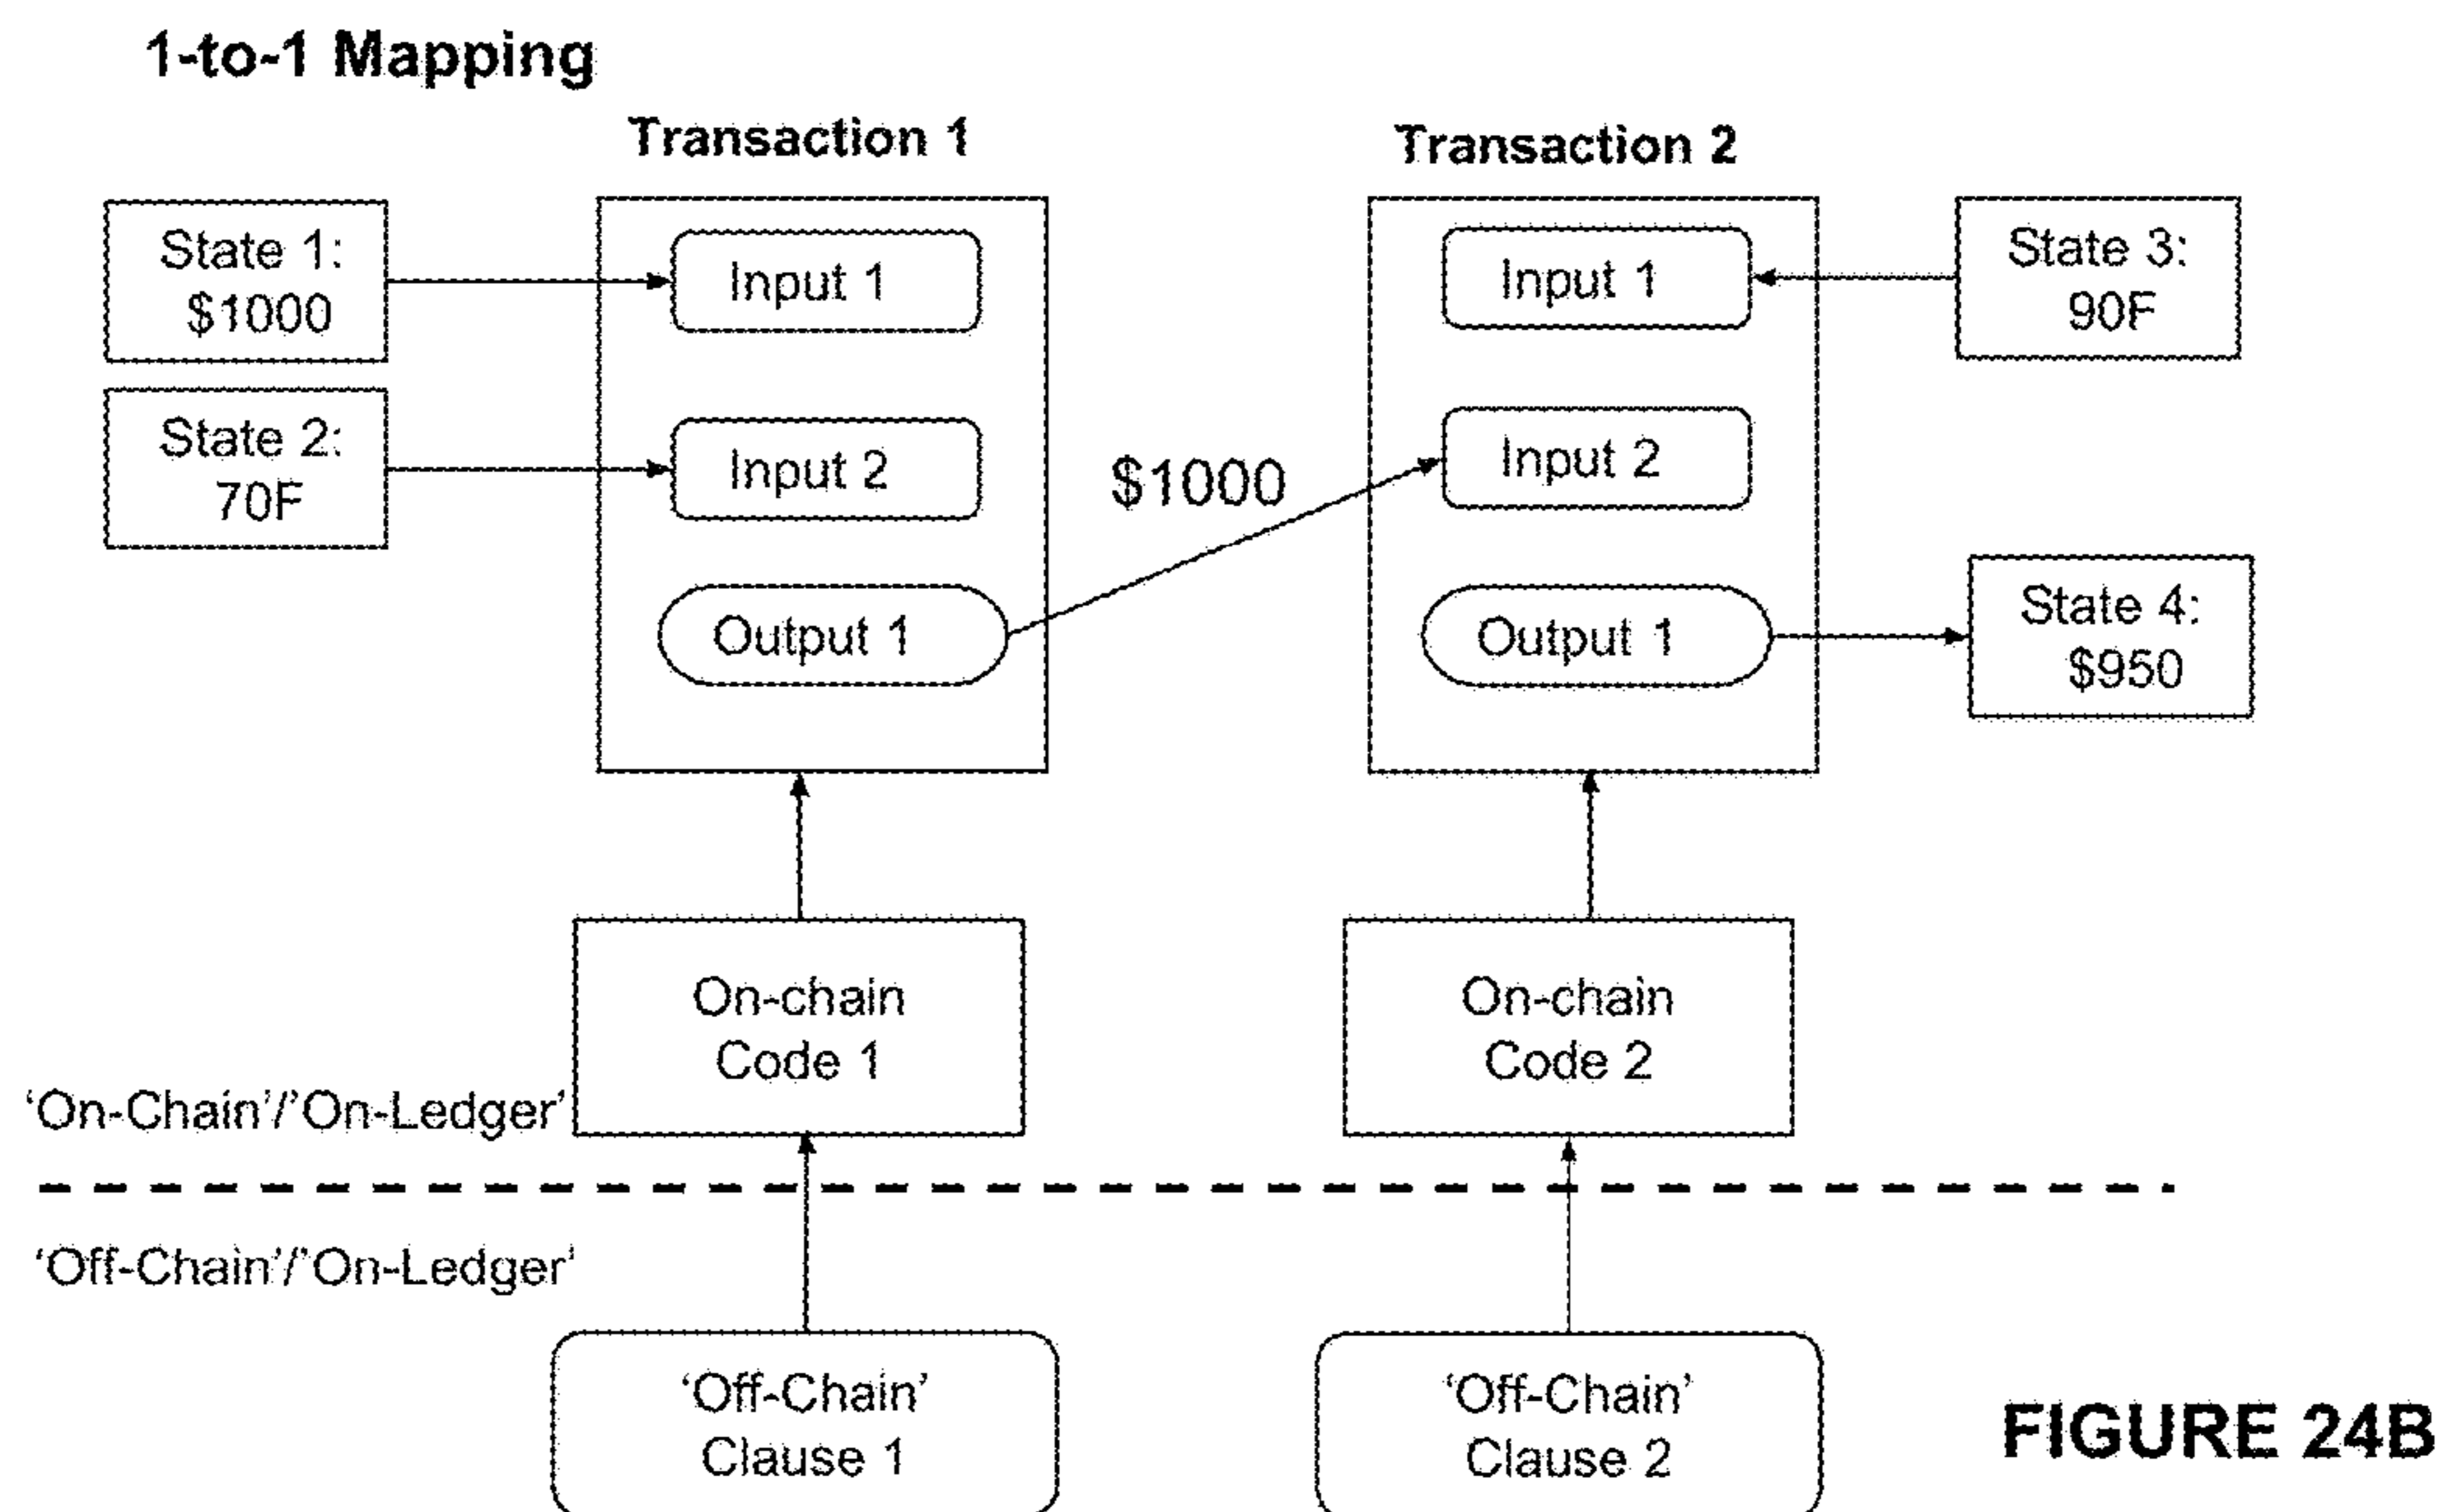 1-to-1 Mapping
Transaction 1
Transaction 2
State 1:
$1000
Input 1
Input 1
State 3:
90F
State 2:
70F
Input 2
$1000
Input 2
Output 1
Output 1
State 4:
$950
On-chain
Code 1
On-chain
Code 2
‘On-Chain’/’On-Ledger’
‘Off-Chain’/’On-Ledger’
‘Off-Chain’
Clause 1
‘Off-Chain’
Clause 2
FIGURE 24B